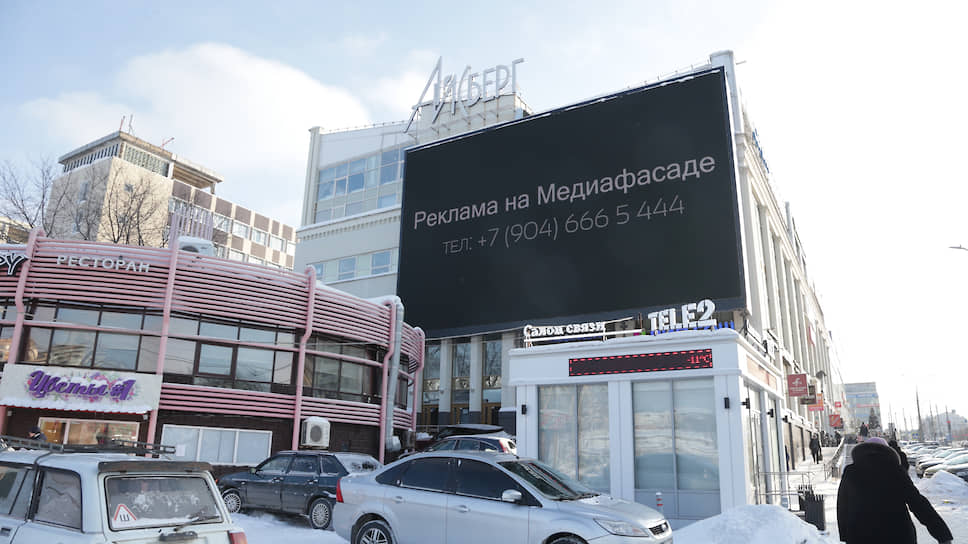 Айсберг
Реклама на Медиафасаде
тел: +7 (904) 666 5 444
РЕСТОРАН
Салон связи
TELE2
-11°C
Цветы